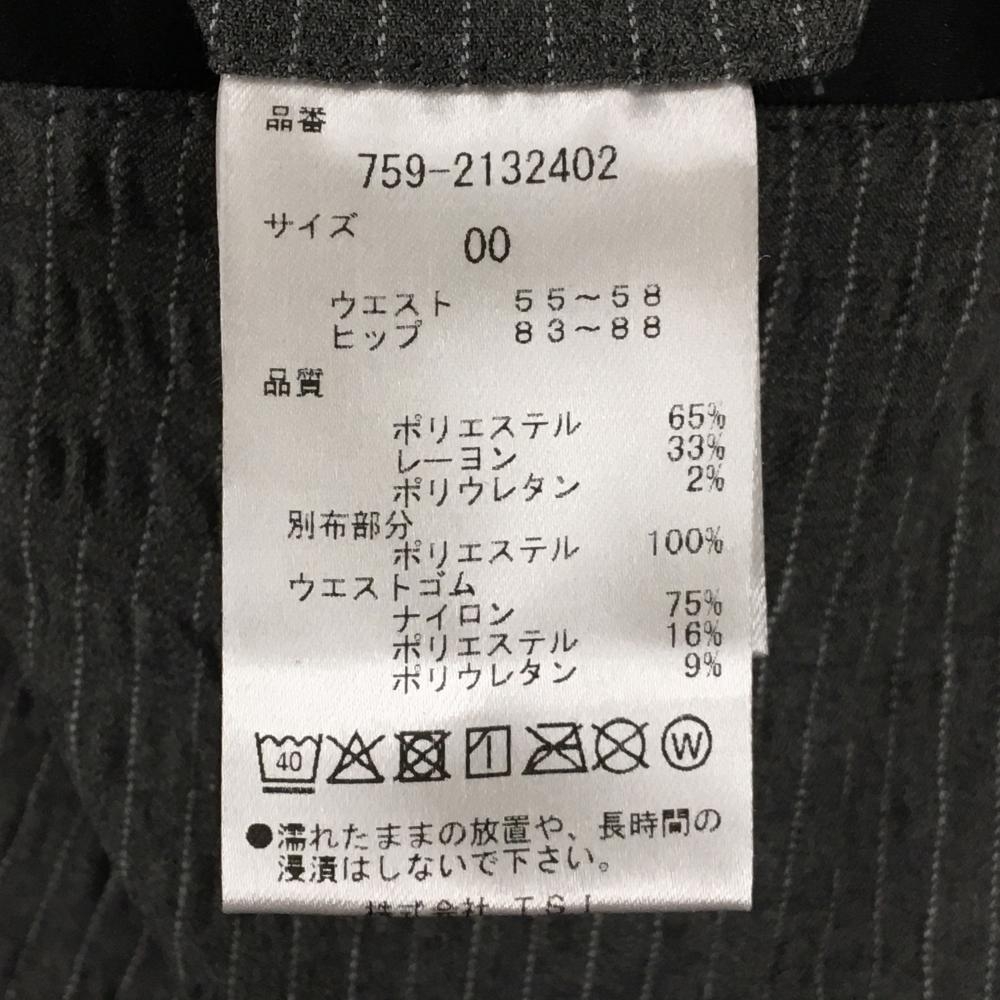 品番
759-2132402
サイズ 00
ウエスト 55～58
ヒップ 83～88
品質
ポリエステル 65%
レーヨン 33%
ポリウレタン 2%
別布部分
ポリエステル 100%
ウエストゴム
ナイロン 75%
ポリエステル 16%
ポリウレタン 9%
40 W
●濡れたままの放置や、長時間の
浸漬はしないで下さい。
株式会社 TSI